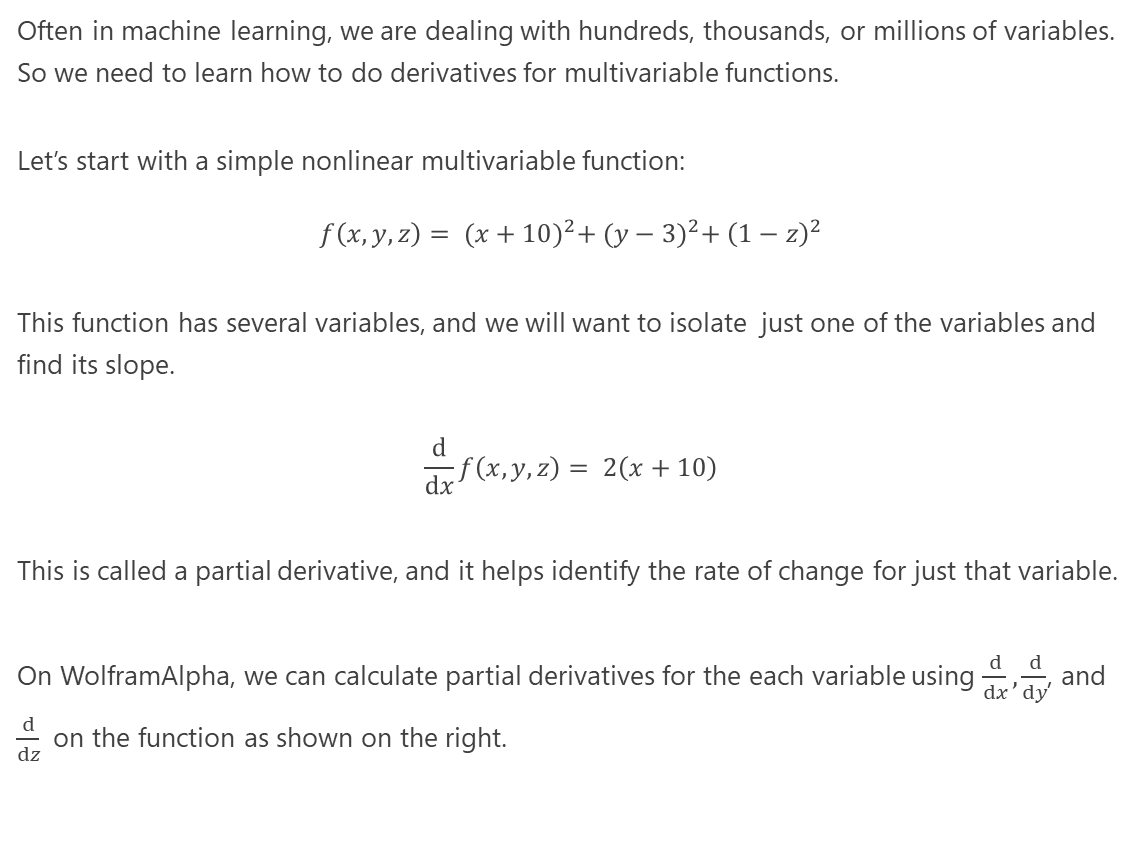 Often in machine learning, we are dealing with hundreds, thousands, or millions of variables.
So we need to learn how to do derivatives for multivariable functions.
Let’s start with a simple nonlinear multivariable function:
f(x, y, z) = (x + 10)²+ (y − 3)²+ (1 − z)²
This function has several variables, and we will want to isolate just one of the variables and
find its slope.
d/dx f(x, y, z) = 2(x + 10)
This is called a partial derivative, and it helps identify the rate of change for just that variable.
On WolframAlpha, we can calculate partial derivatives for the each variable using d/dx, d/dy, and
d/dz on the function as shown on the right.